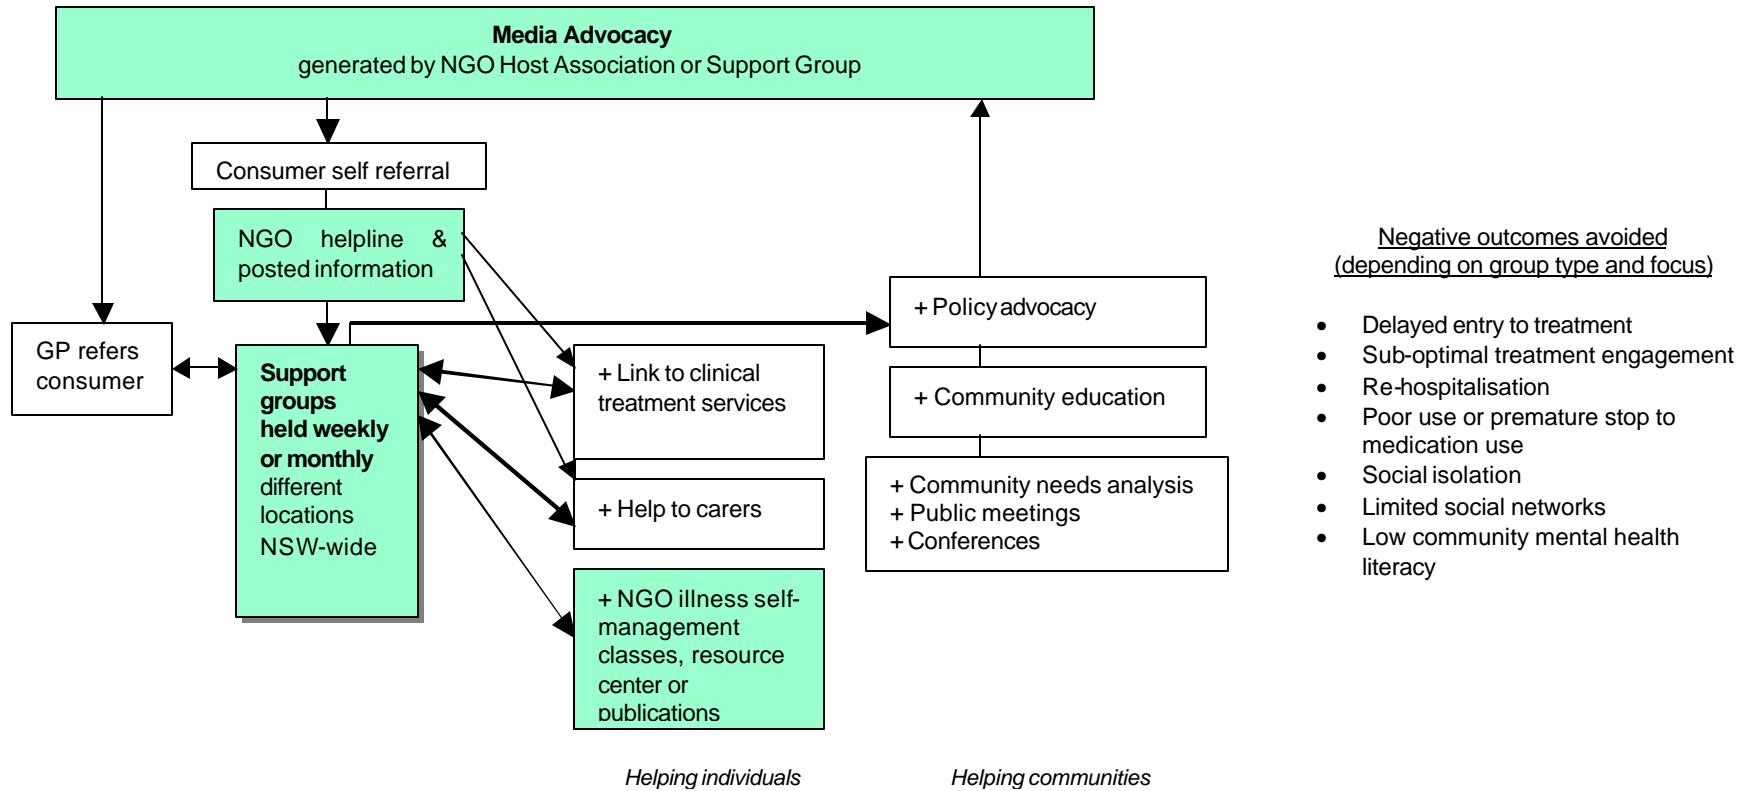 Media Advocacy
generated by NGO Host Association or Support Group
Consumer self referral
NGO helpline &
posted information
GP refers
consumer
Support
groups
held weekly
or monthly
different
locations
NSW-wide
+ Link to clinical
treatment services
+ Help to carers
+ NGO illness self-
management
classes, resource
center or
publications
+ Policy advocacy
+ Community education
+ Community needs analysis
+ Public meetings
+ Conferences
Negative outcomes avoided
(depending on group type and focus)
• Delayed entry to treatment
• Sub-optimal treatment engagement
• Re-hospitalisation
• Poor use or premature stop to
medication use
• Social isolation
• Limited social networks
• Low community mental health
literacy
Helping individuals
Helping communities